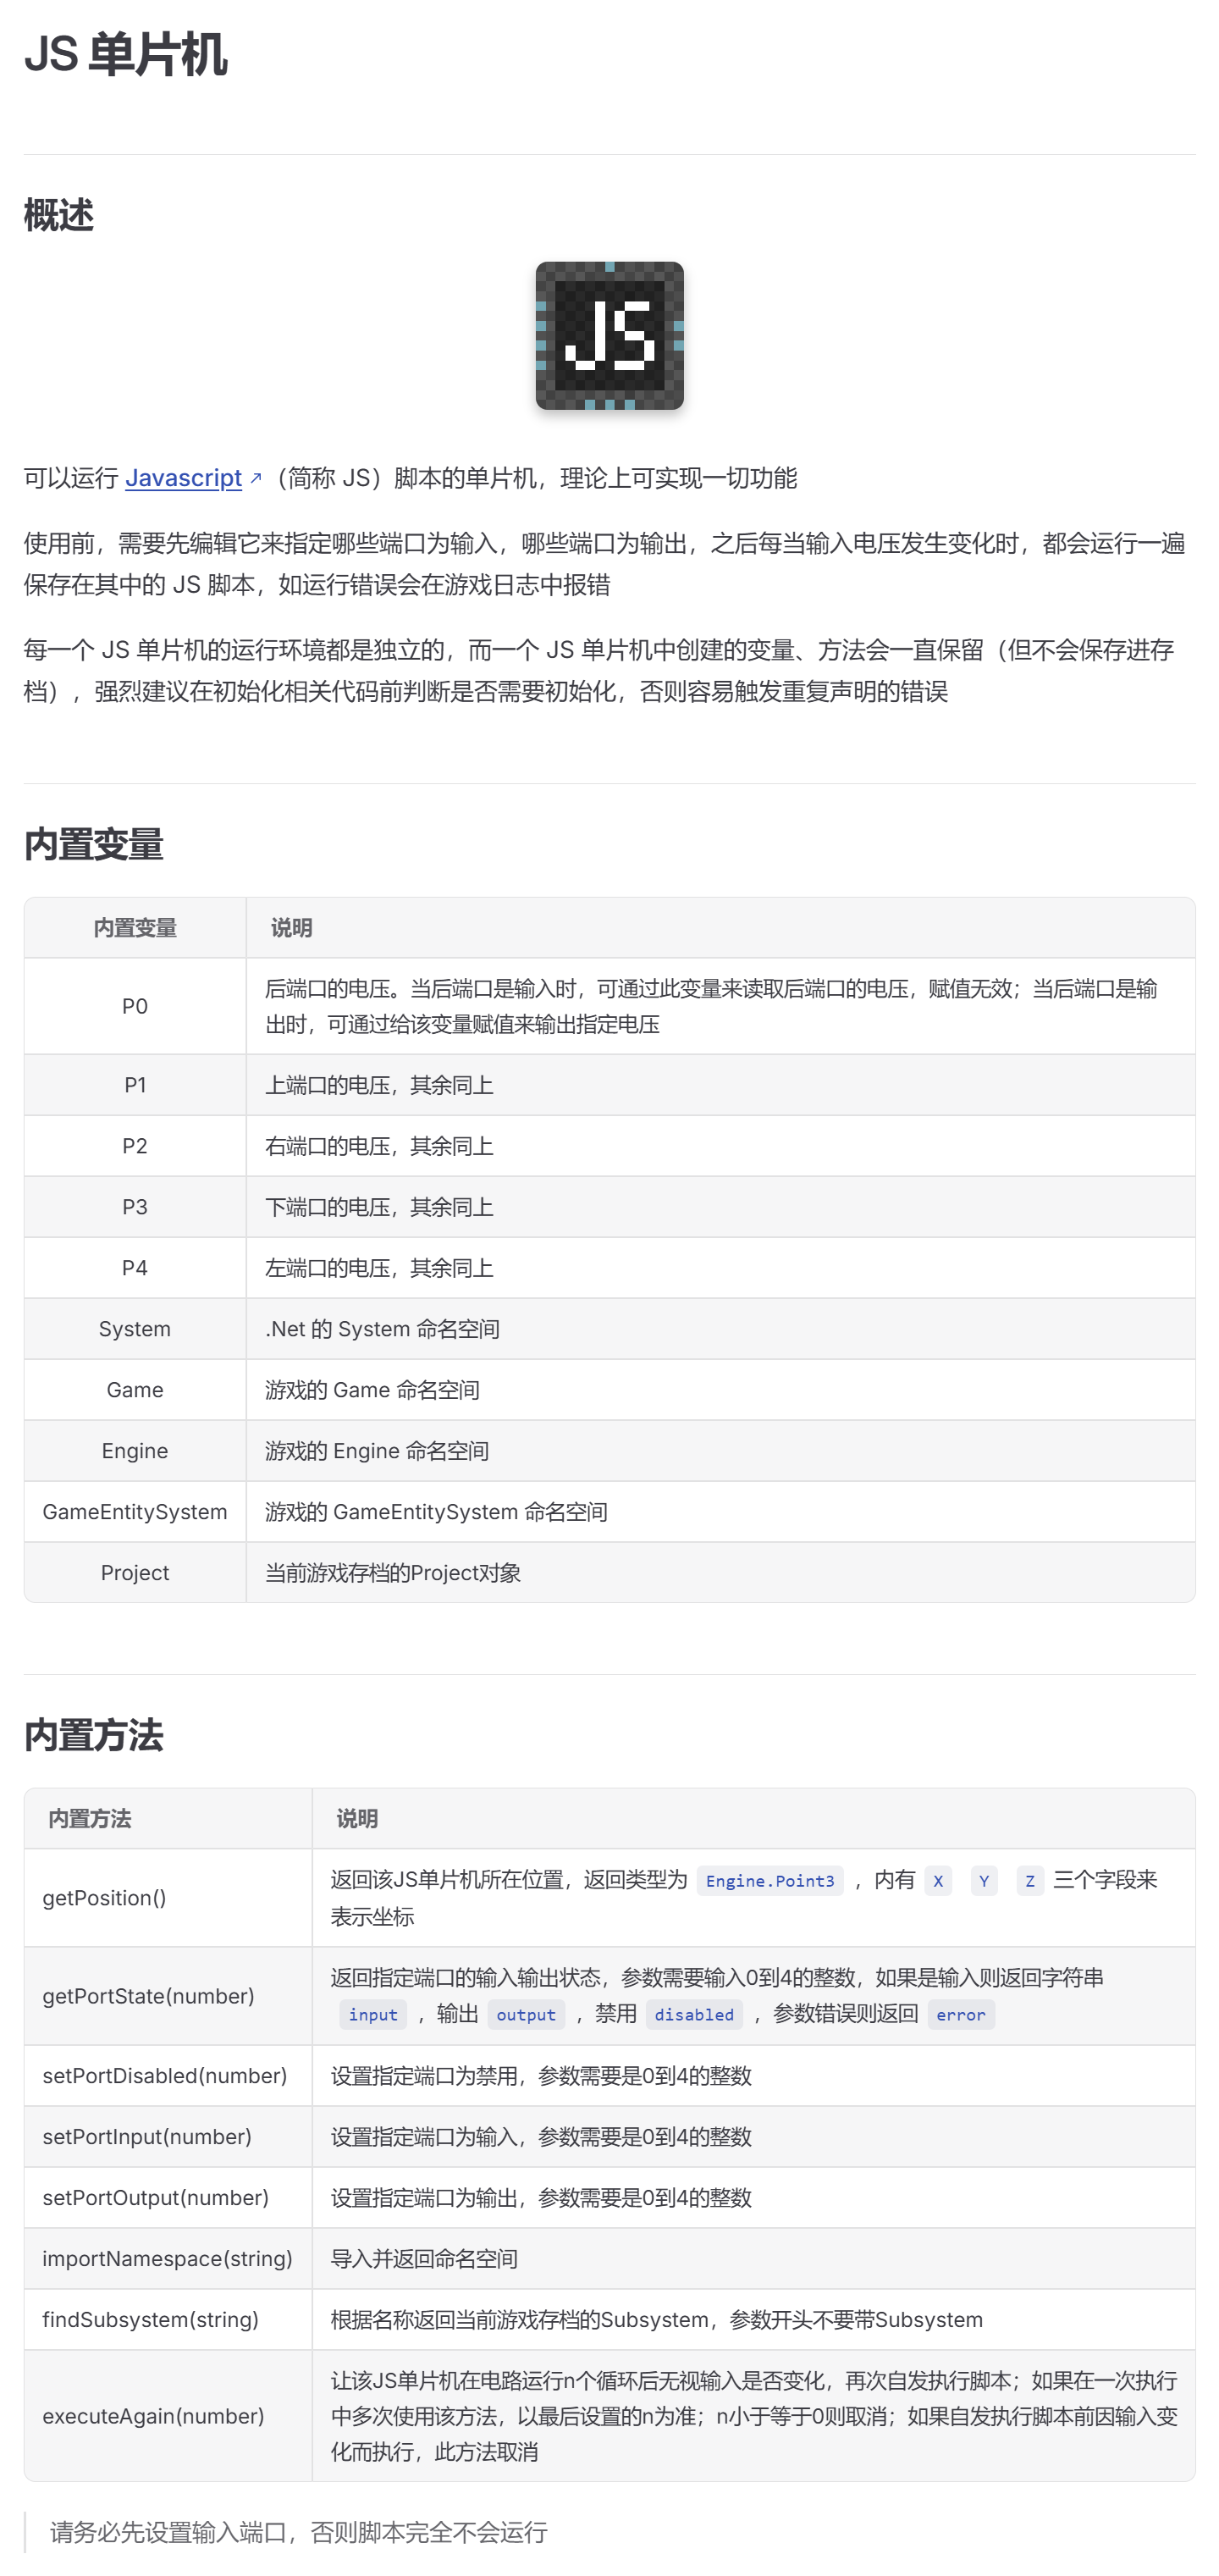 JS 单片机
概述
JS
可以运行 Javascript ↗（简称 JS）脚本的单片机，理论上可实现一切功能
使用前，需要先编辑它来指定哪些端口为输入，哪些端口为输出，之后每当输入电压发生变化时，都会运行一遍
保存在其中的 JS 脚本，如运行错误会在游戏日志中报错
每一个 JS 单片机的运行环境都是独立的，而一个 JS 单片机中创建的变量、方法会一直保留（但不会保存进存
档），强烈建议在初始化相关代码前判断是否需要初始化，否则容易触发重复声明的错误
内置变量
内置变量 说明
P0 后端口的电压。当后端口是输入时，可通过此变量来读取后端口的电压，赋值无效；当后端口是输
出时，可通过给该变量赋值来输出指定电压
P1 上端口的电压，其余同上
P2 右端口的电压，其余同上
P3 下端口的电压，其余同上
P4 左端口的电压，其余同上
System .Net 的 System 命名空间
Game 游戏的 Game 命名空间
Engine 游戏的 Engine 命名空间
GameEntitySystem 游戏的 GameEntitySystem 命名空间
Project 当前游戏存档的Project对象
内置方法
内置方法 说明
getPosition() 返回该JS单片机所在位置，返回类型为 Engine.Point3 ，内有 X Y Z 三个字段来
表示坐标
getPortState(number) 返回指定端口的输入输出状态，参数需要输入0到4的整数，如果是输入则返回字符串
input ，输出 output ，禁用 disabled ，参数错误则返回 error
setPortDisabled(number) 设置指定端口为禁用，参数需要是0到4的整数
setPortInput(number) 设置指定端口为输入，参数需要是0到4的整数
setPortOutput(number) 设置指定端口为输出，参数需要是0到4的整数
importNamespace(string) 导入并返回命名空间
findSubsystem(string) 根据名称返回当前游戏存档的Subsystem，参数开头不要带Subsystem
executeAgain(number) 让该JS单片机在电路运行n个循环后无视输入是否变化，再次自发执行脚本；如果在一次执行
中多次使用该方法，以最后设置的n为准；n小于等于0则取消；如果自发执行脚本前因输入变
化而执行，此方法取消
请务必先设置输入端口，否则脚本完全不会运行